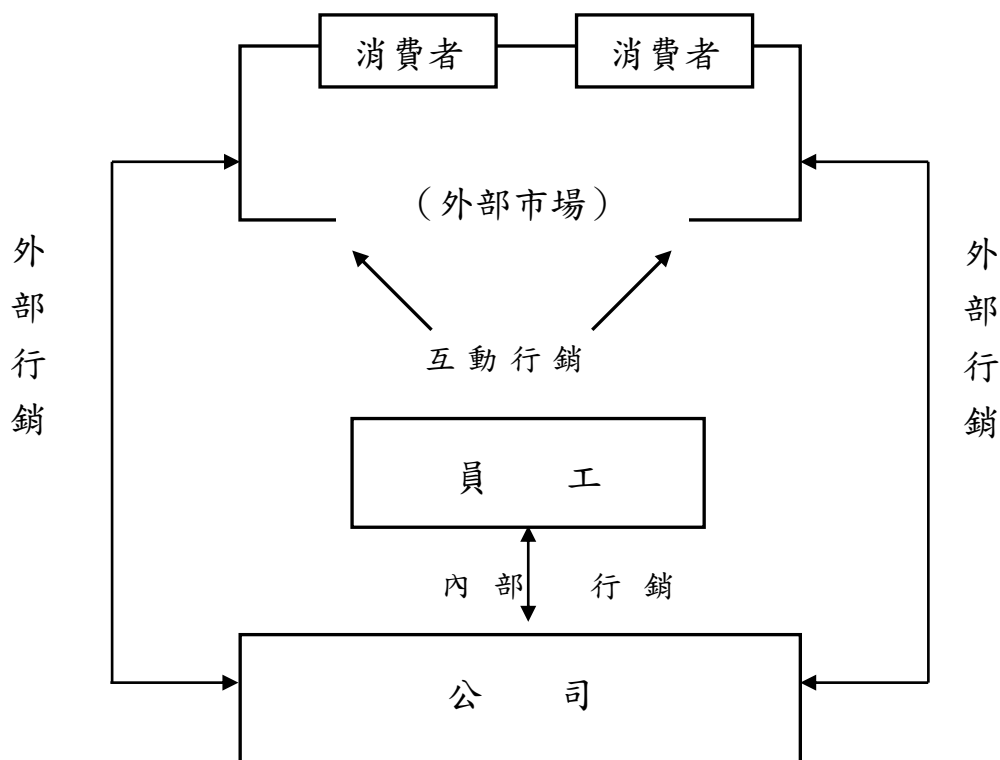 消費者 消費者
(外部市場)
外部行銷
外部行銷
互動行銷
員 工
內部 行銷
公 司